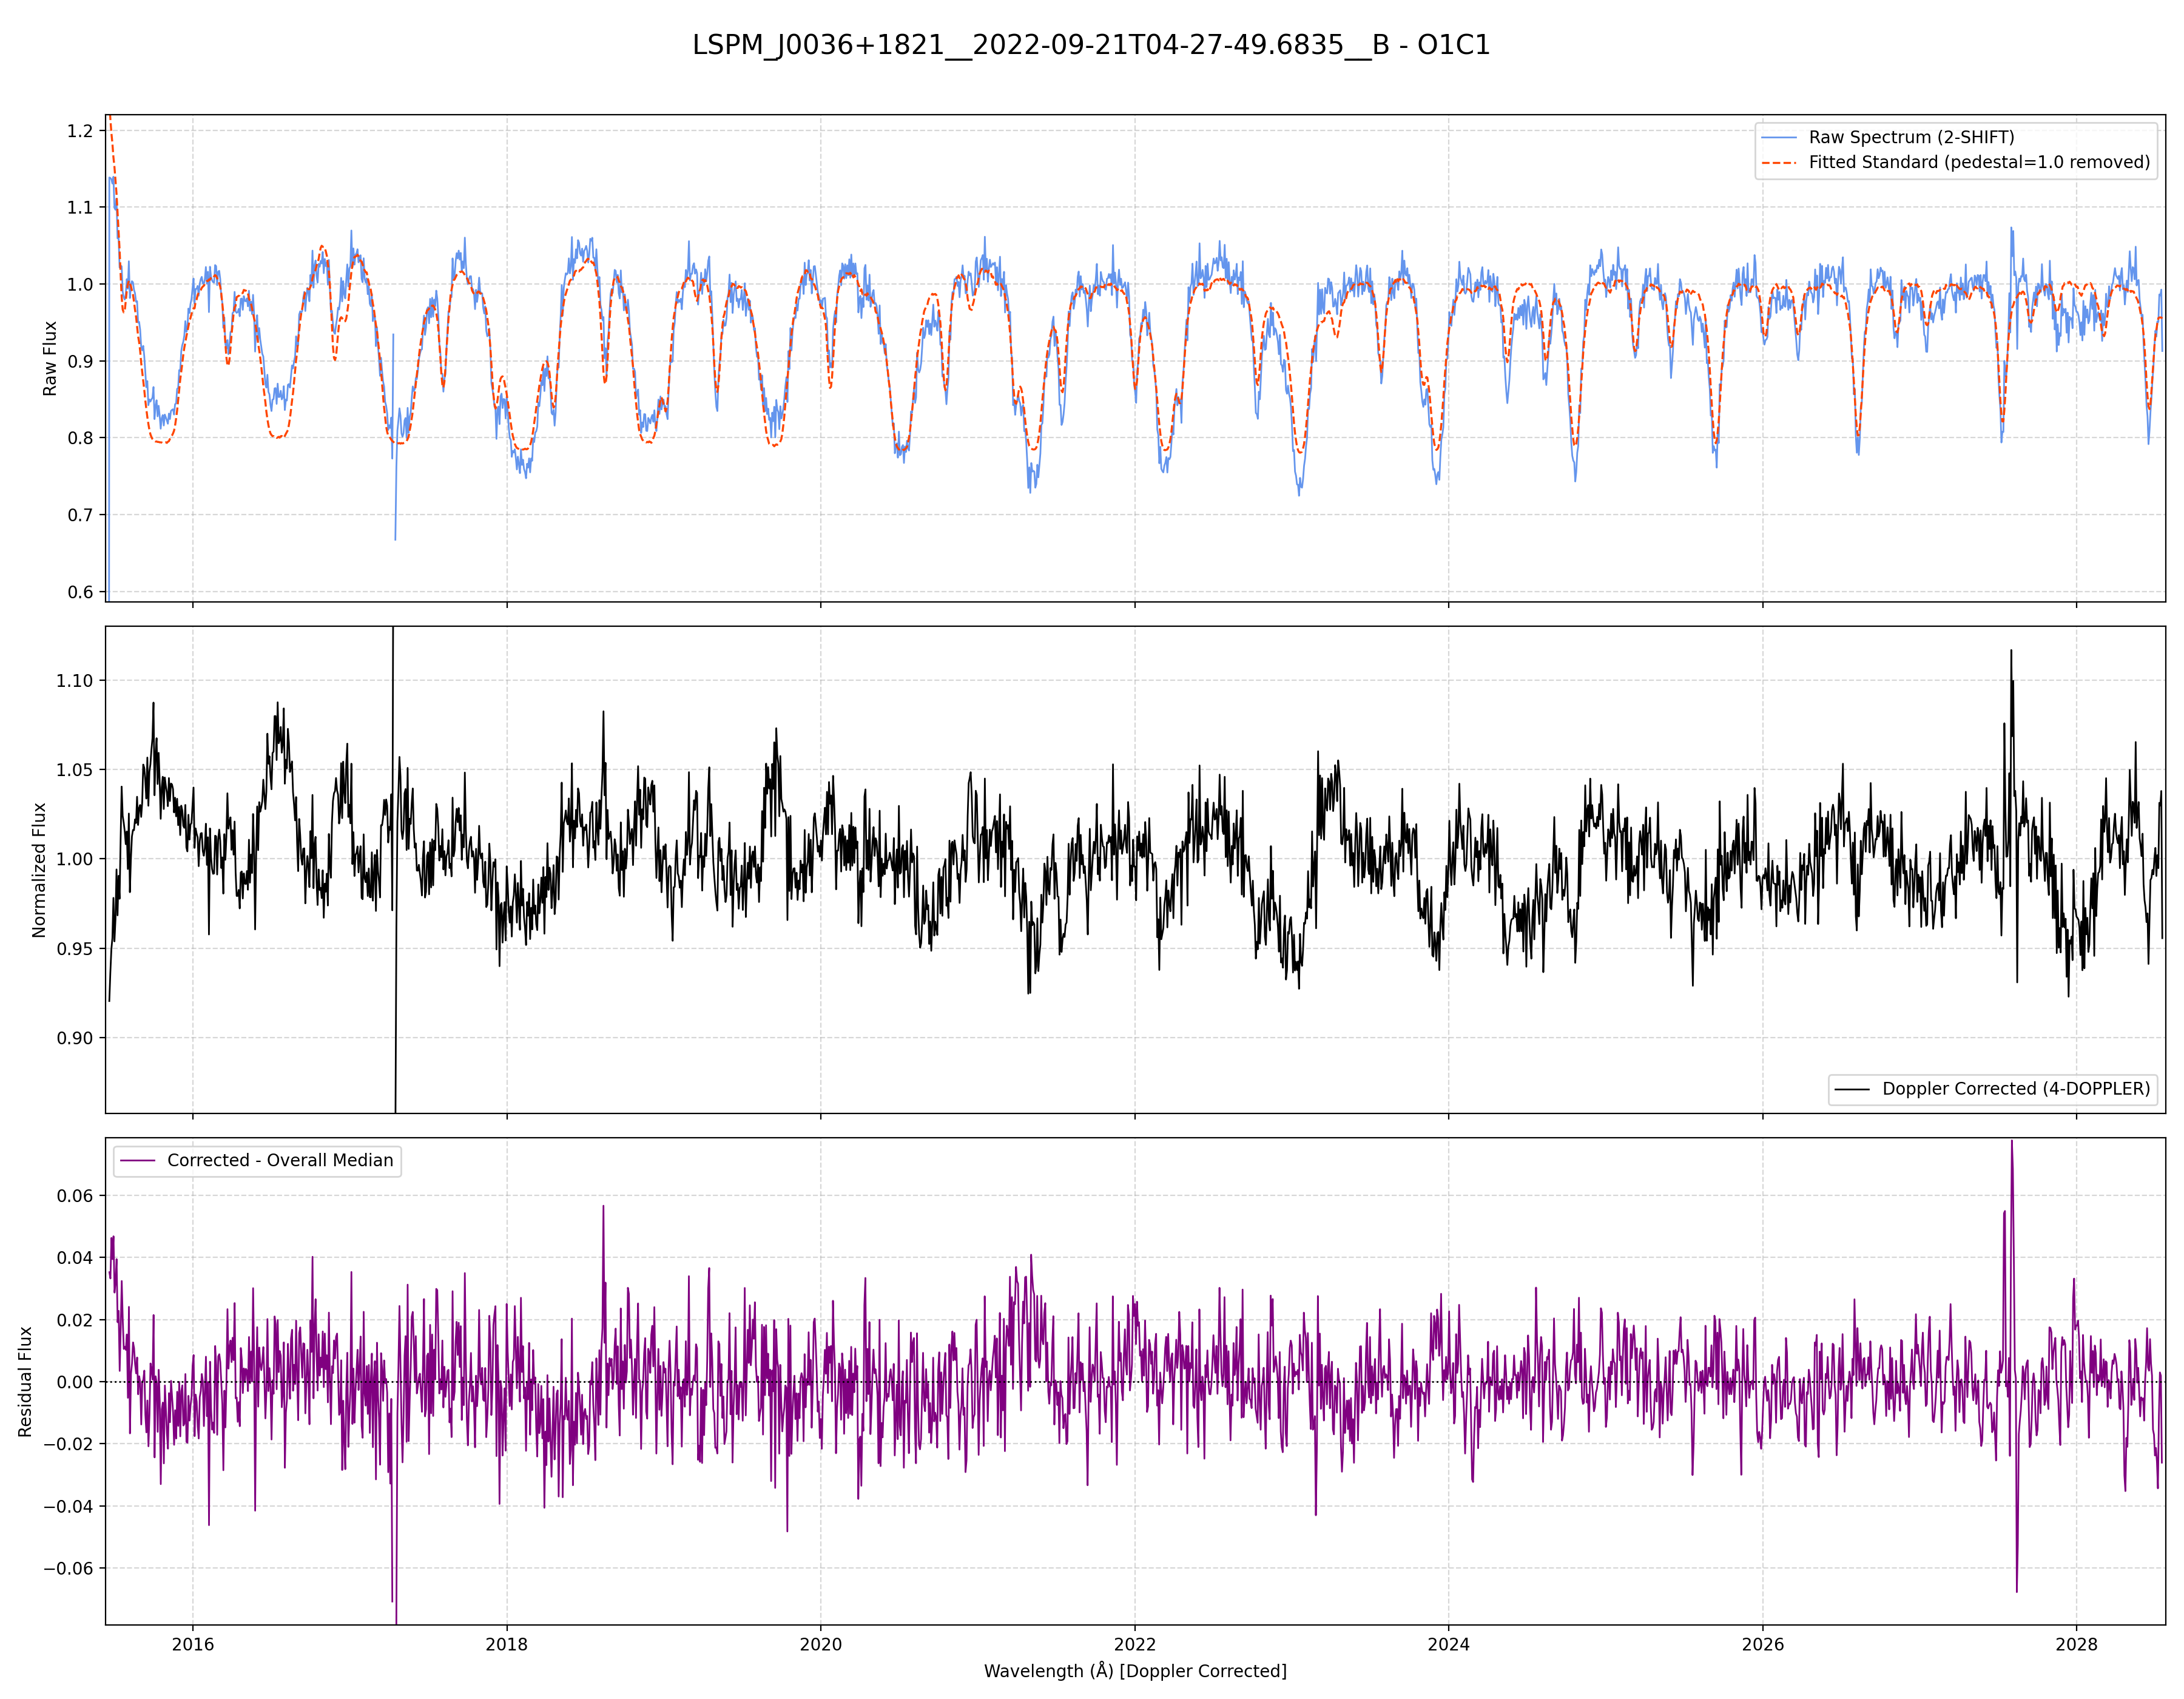 LSPM_J0036+1821__2022-09-21T04-27-49.6835__B - O1C1
Raw Flux
1.2
1.1
1.0
0.9
0.8
0.7
0.6
Raw Spectrum (2-SHIFT)
Fitted Standard (pedestal=1.0 removed)
Normalized Flux
1.10
1.05
1.00
0.95
0.90
Doppler Corrected (4-DOPPLER)
Residual Flux
0.06
0.04
0.02
0.00
−0.02
−0.04
−0.06
Corrected - Overall Median
2016 2018 2020 2022 2024 2026 2028
Wavelength (Å) [Doppler Corrected]